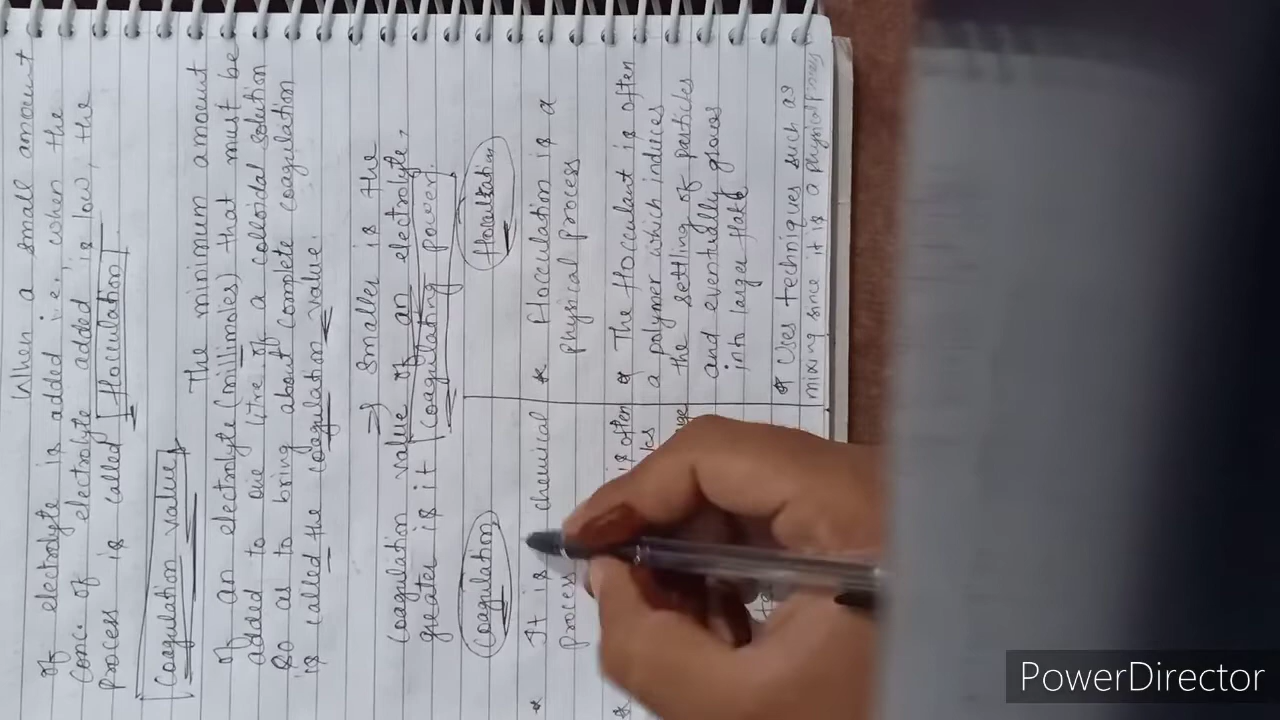 When a small amount
of electrolyte is added i.e., when the
conc. of electrolyte added is low, the
process is called flocculation
Coagulation value
The minimum amount
of an electrolyte (millimoles) that must be
added to one litre of a colloidal solution
so as to bring about complete coagulation
is called the coagulation value.
=> Smaller is the
coagulation value of an electrolyte,
greater is it coagulating power.
Coagulation
* It is chemical
process
* is often
flocultation
* Flocculation is a
physical process
* The flocculant is often
a polymer which induces
the settling of particles
and eventually grows
into larger
* Uses techniques such as
mixing since it is a physical process
PowerDirector